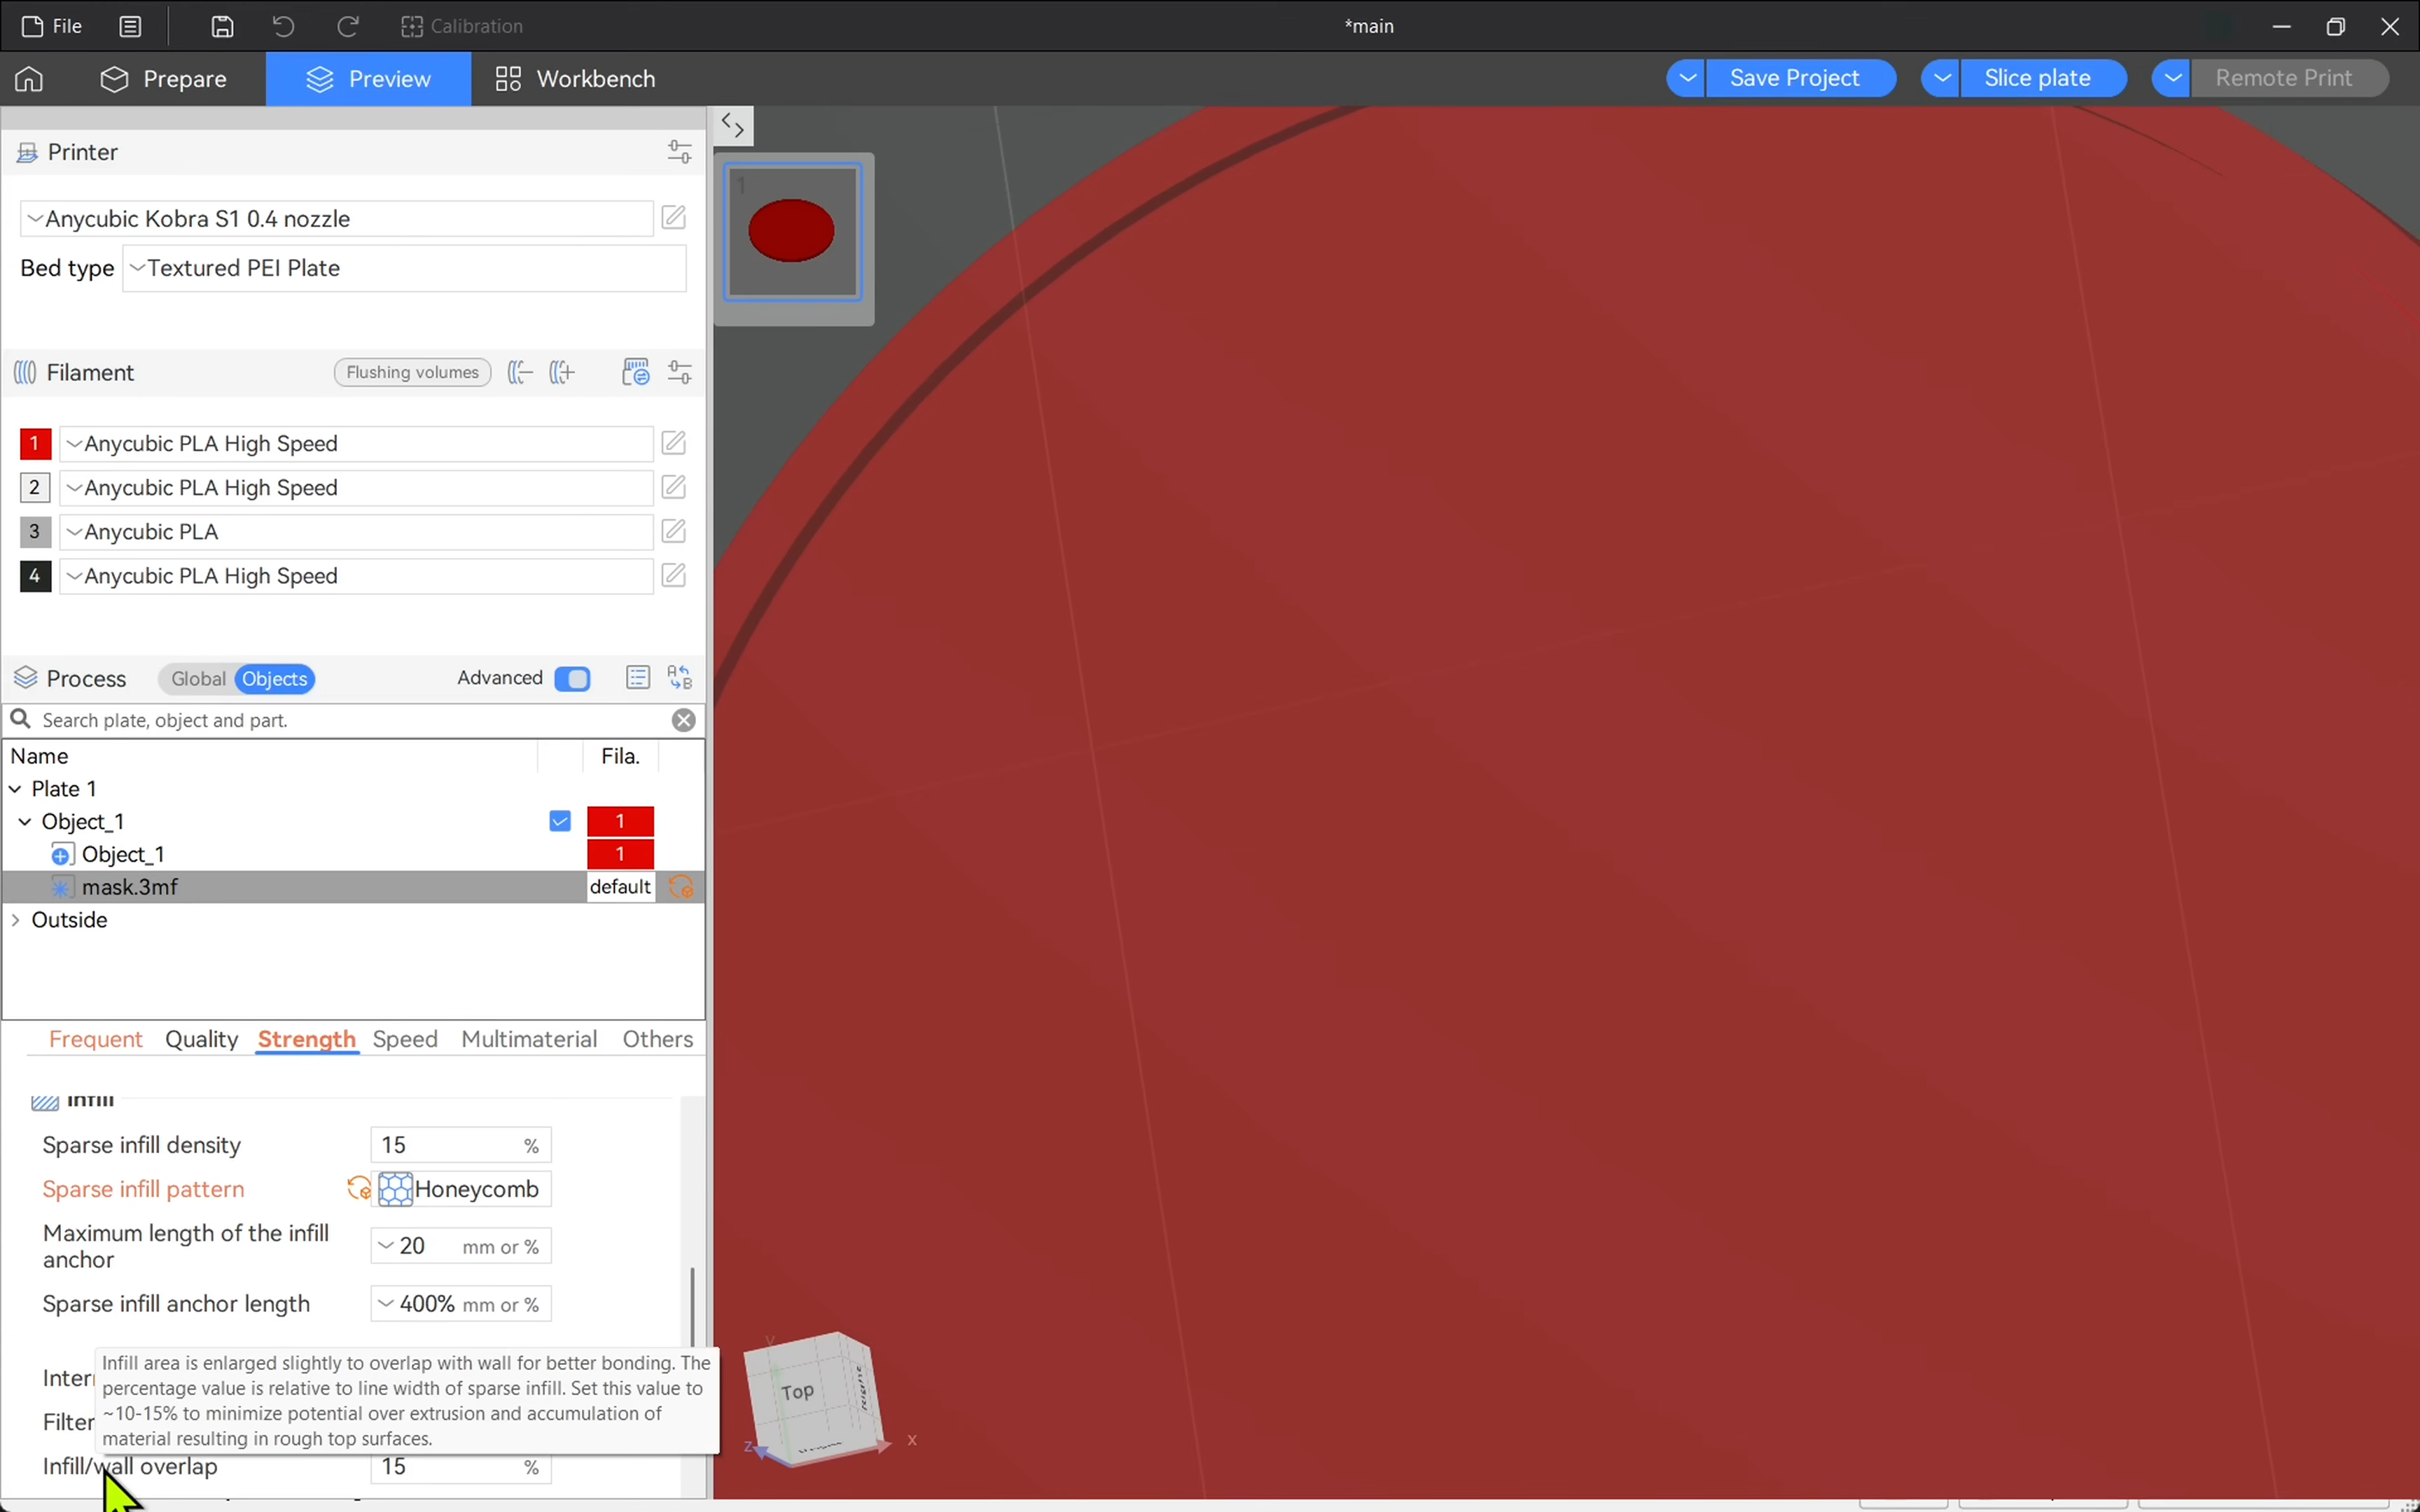 File
Calibration
*main
Prepare
Preview
Workbench
Save Project
Slice plate
Remote Print
Printer
Anycubic Kobra S1 0.4 nozzle
Bed type
Textured PEI Plate
1
Filament
Flushing volumes
1 Anycubic PLA High Speed
2 Anycubic PLA High Speed
3 Anycubic PLA
4 Anycubic PLA High Speed
Process
Global
Objects
Advanced
Search plate, object and part.
Name
Fila.
Plate 1
Object_1
1
Object_1
1
mask.3mf
default
Outside
Frequent
Quality
Strength
Speed
Multimaterial
Others
Infill
Sparse infill density
15 %
Sparse infill pattern
Honeycomb
Maximum length of the infill
anchor
20 mm or %
Sparse infill anchor length
400% mm or %
Infill area is enlarged slightly to overlap with wall for better bonding. The
percentage value is relative to line width of sparse infill. Set this value to
~10-15% to minimize potential over extrusion and accumulation of
material resulting in rough top surfaces.
Filter
Infill/wall overlap
15 %
Top
Y
Z
X